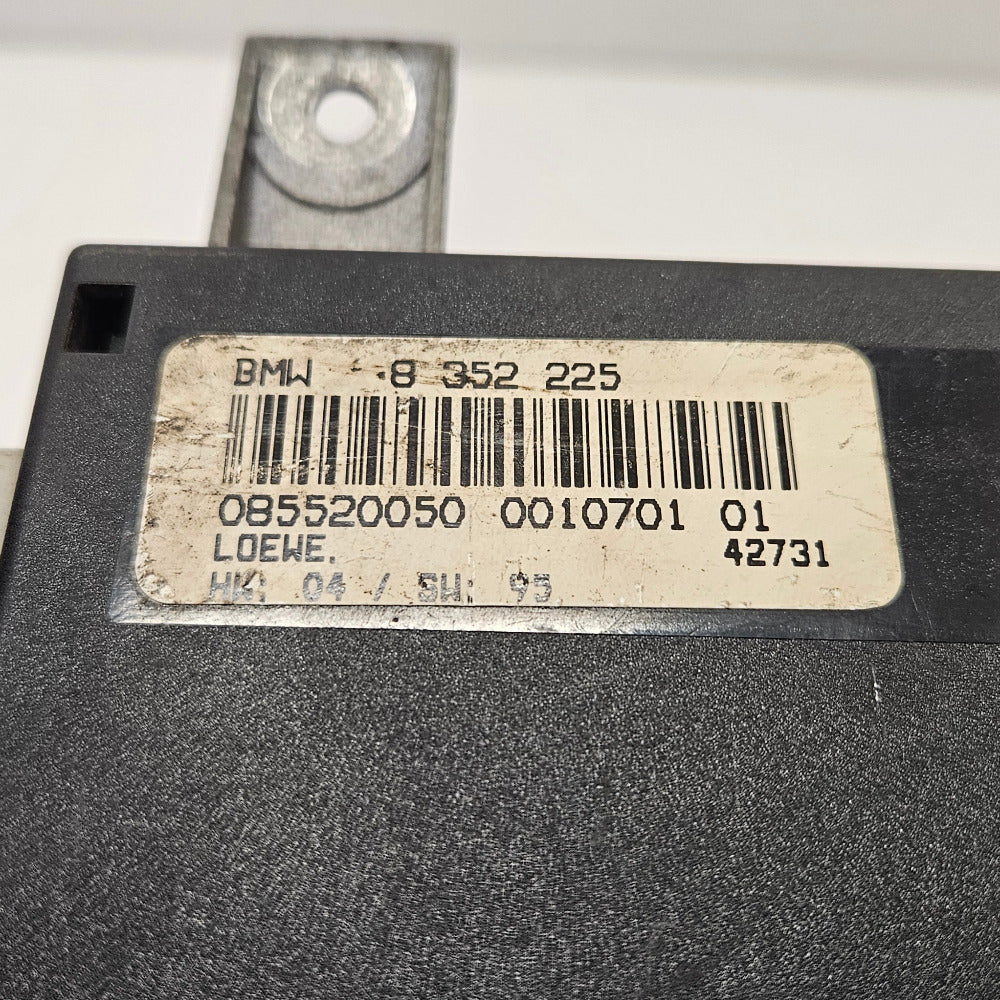 BMW 8 352 225
085520050 0010701 01
LOEWE. 42731
HW: 04 / SW: 95